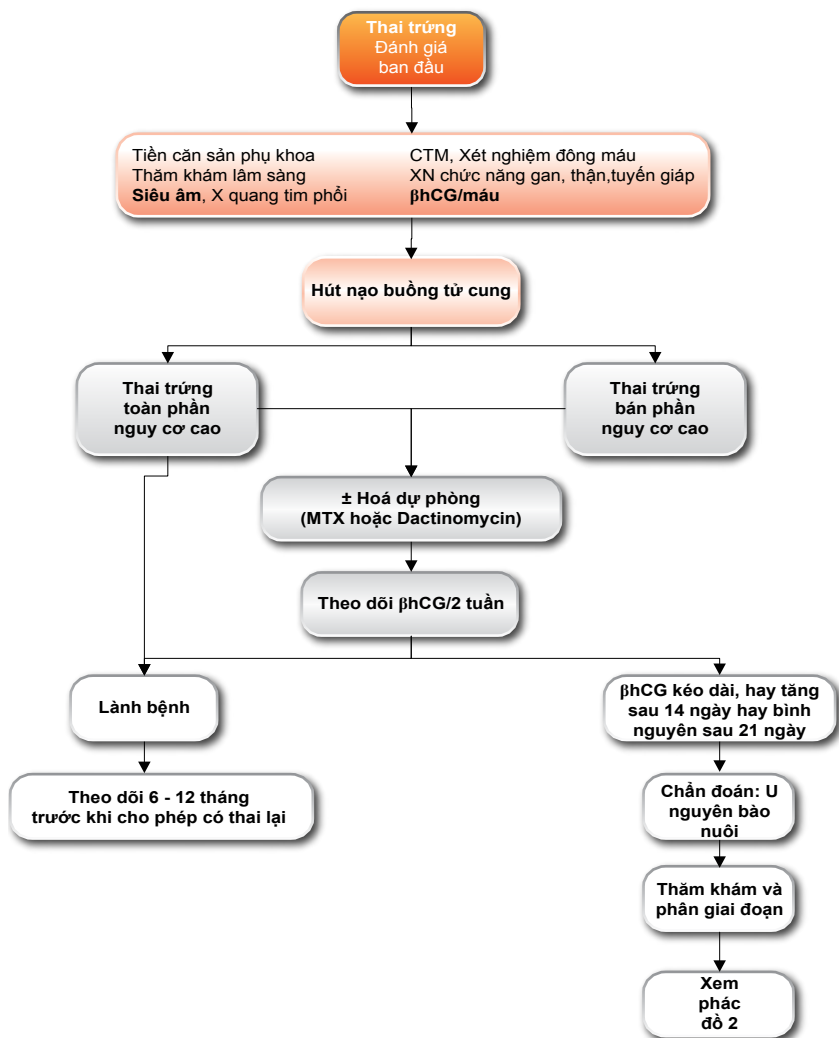 Thai trứng
Đánh giá
ban đầu
Tiền căn sản phụ khoa
Thăm khám lâm sàng
Siêu âm, X quang tim phổi
CTM, Xét nghiệm đông máu
XN chức năng gan, thận,tuyến giáp
βhCG/máu
Hút nạo buồng tử cung
Thai trứng
toàn phần
nguy cơ cao
Thai trứng
bán phần
nguy cơ cao
± Hoá dự phòng
(MTX hoặc Dactinomycin)
Theo dõi βhCG/2 tuần
Lành bệnh
βhCG kéo dài, hay tăng
sau 14 ngày hay bình
nguyên sau 21 ngày
Theo dõi 6 - 12 tháng
trước khi cho phép có thai lại
Chẩn đoán: U
nguyên bào
nuôi
Thăm khám và
phân giai đoạn
Xem
phác
đồ 2